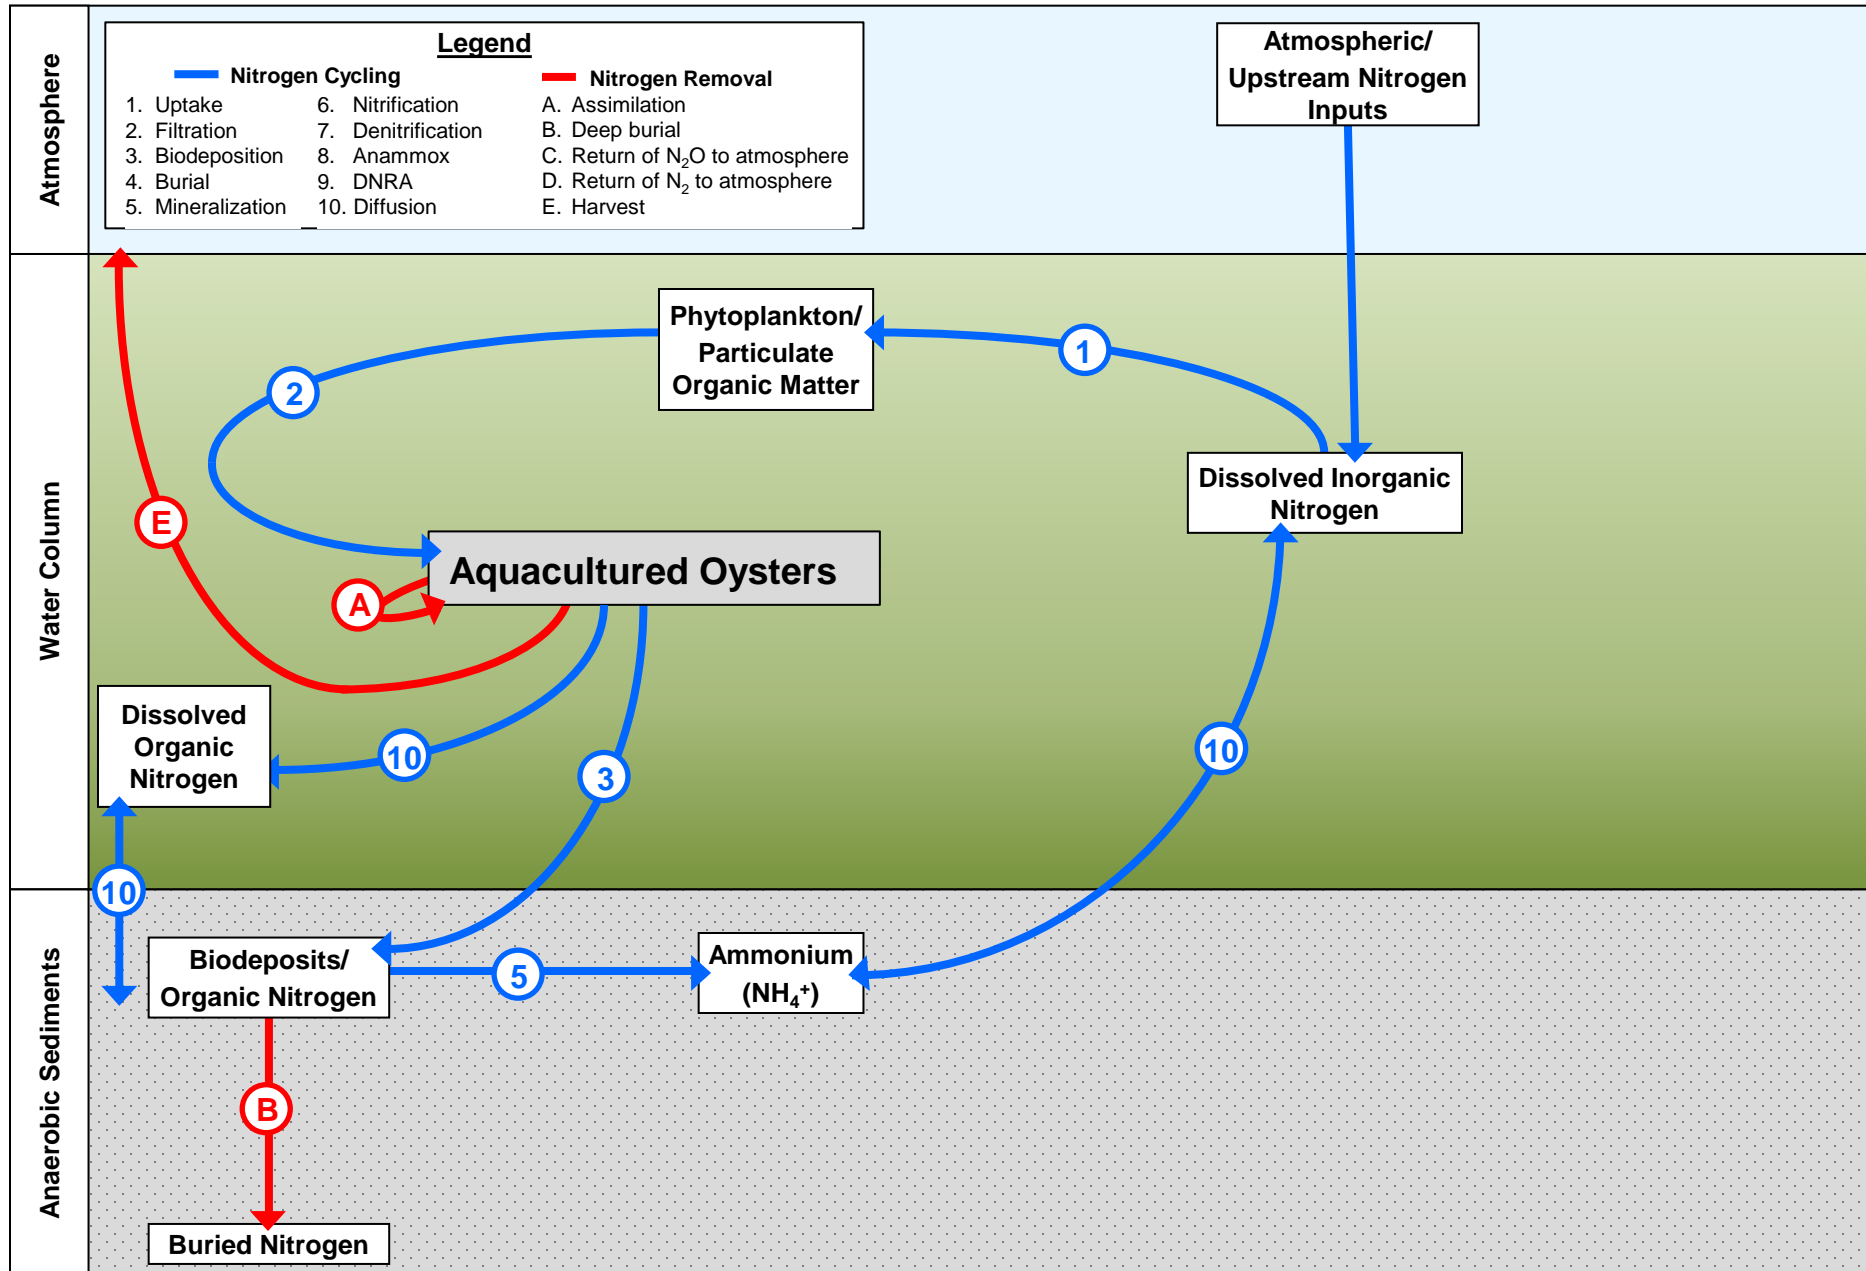 Atmosphere
Legend
Nitrogen Cycling
1. Uptake
2. Filtration
3. Biodeposition
4. Burial
5. Mineralization
6. Nitrification
7. Denitrification
8. Anammox
9. DNRA
10. Diffusion
Nitrogen Removal
A. Assimilation
B. Deep burial
C. Return of N₂O to atmosphere
D. Return of N₂ to atmosphere
E. Harvest
Atmospheric/
Upstream Nitrogen
Inputs
Water Column
Phytoplankton/
Particulate
Organic Matter
1
2
Dissolved Inorganic
Nitrogen
E
Aquacultured Oysters
A
Dissolved
Organic
Nitrogen
10
3
10
10
Anaerobic Sediments
Biodeposits/
Organic Nitrogen
5
Ammonium
(NH₄⁺)
B
Buried Nitrogen